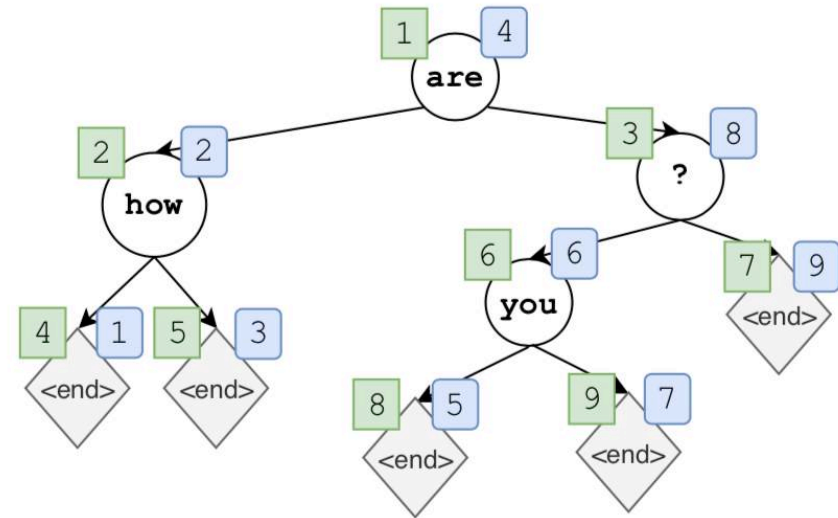 1 4
are
3 8
?
2 2
how
6 6
you
7 9
<end>
4 1
<end>
5 3
<end>
8 5
<end>
9 7
<end>